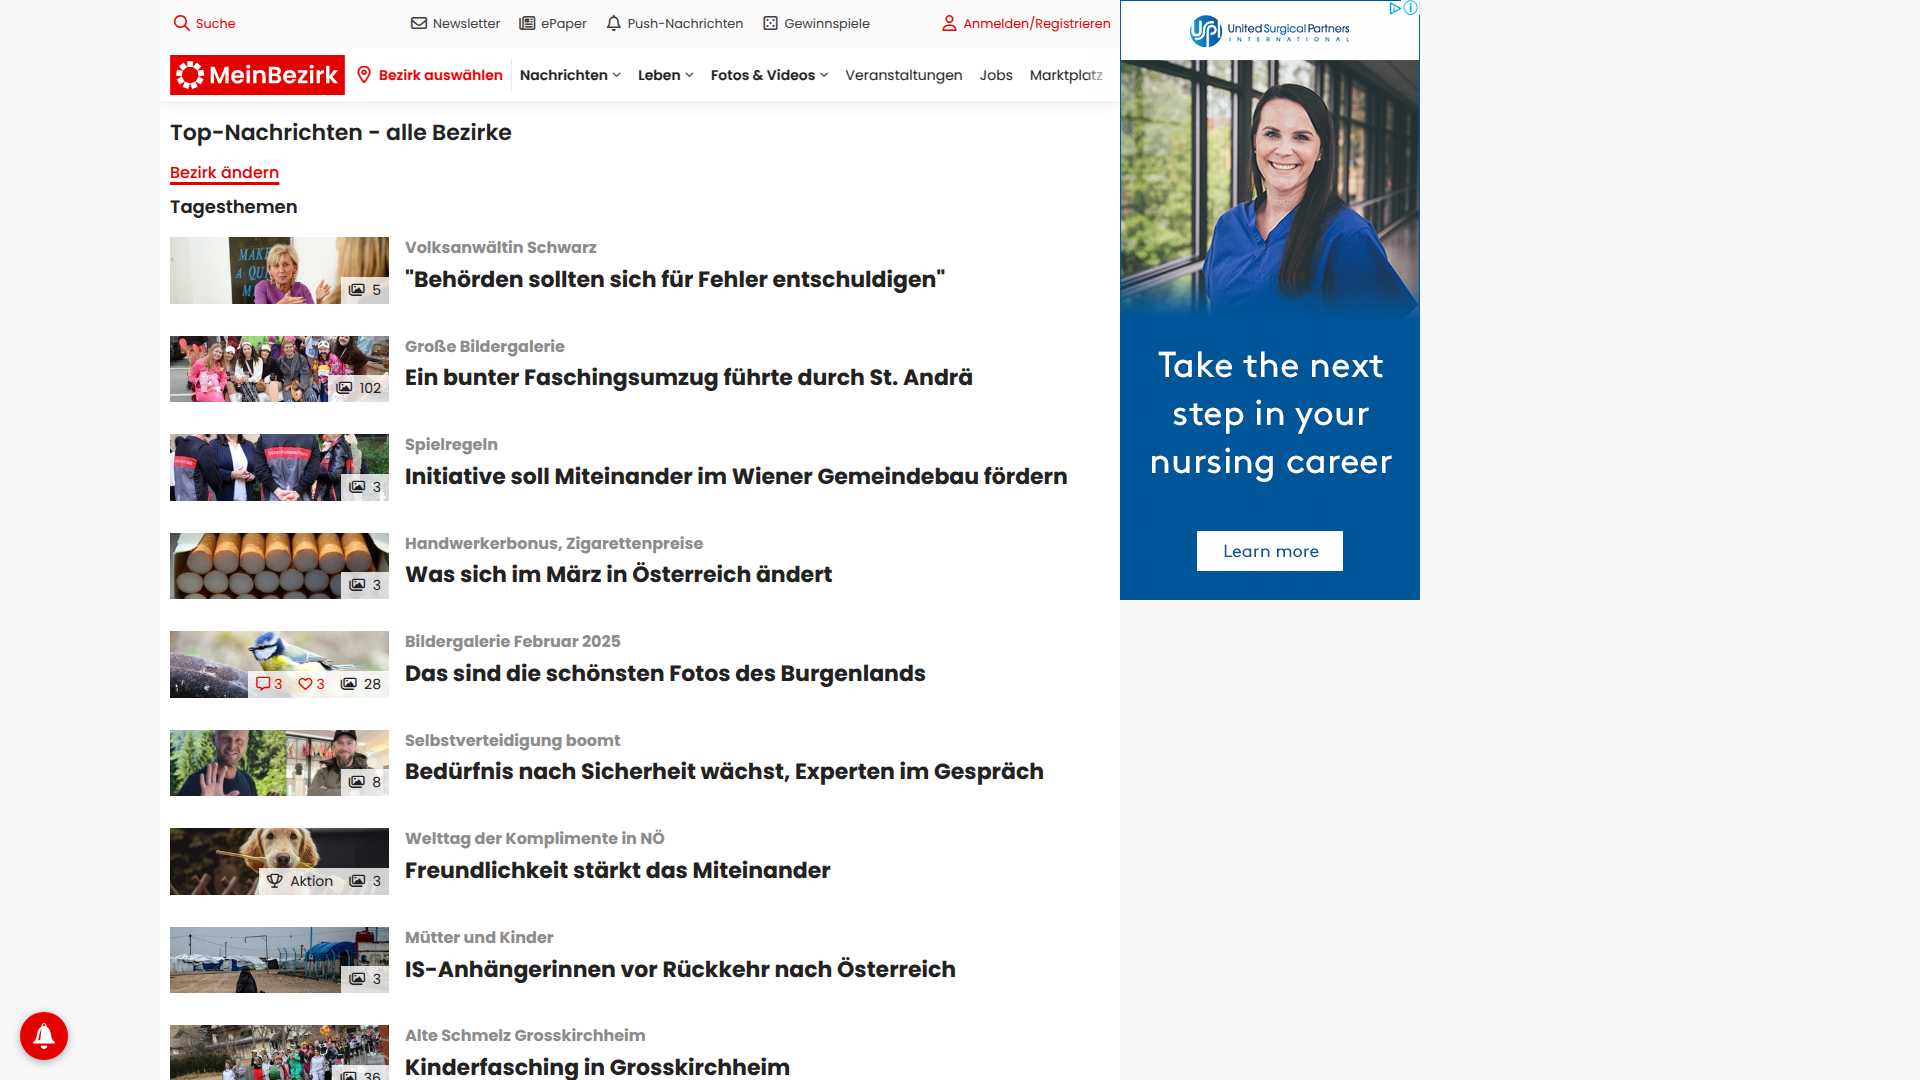 Suche
Newsletter
ePaper
Push-Nachrichten
Gewinnspiele
Anmelden/Registrieren
MeinBezirk
Bezirk auswählen
Nachrichten
Leben
Fotos & Videos
Veranstaltungen
Jobs
Marktplatz
Top-Nachrichten - alle Bezirke
Bezirk ändern
Tagesthemen
5
Volksanwältin Schwarz
"Behörden sollten sich für Fehler entschuldigen"
102
Große Bildergalerie
Ein bunter Faschingsumzug führte durch St. Andrä
3
Spielregeln
Initiative soll Miteinander im Wiener Gemeindebau fördern
3
Handwerkerbonus, Zigarettenpreise
Was sich im März in Österreich ändert
3 3 28
Bildergalerie Februar 2025
Das sind die schönsten Fotos des Burgenlands
8
Selbstverteidigung boomt
Bedürfnis nach Sicherheit wächst, Experten im Gespräch
Aktion 3
Welttag der Komplimente in NÖ
Freundlichkeit stärkt das Miteinander
3
Mütter und Kinder
IS-Anhängerinnen vor Rückkehr nach Österreich
36
Alte Schmelz Grosskirchheim
Kinderfasching in Grosskirchheim
United Surgical Partners
INTERNATIONAL
Take the next
step in your
nursing career
Learn more